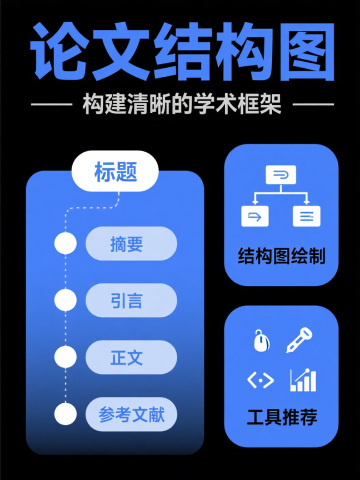 论文结构图
构建清晰的学术框架
标题
摘要
引言
正文
参考文献
结构图绘制
工具推荐